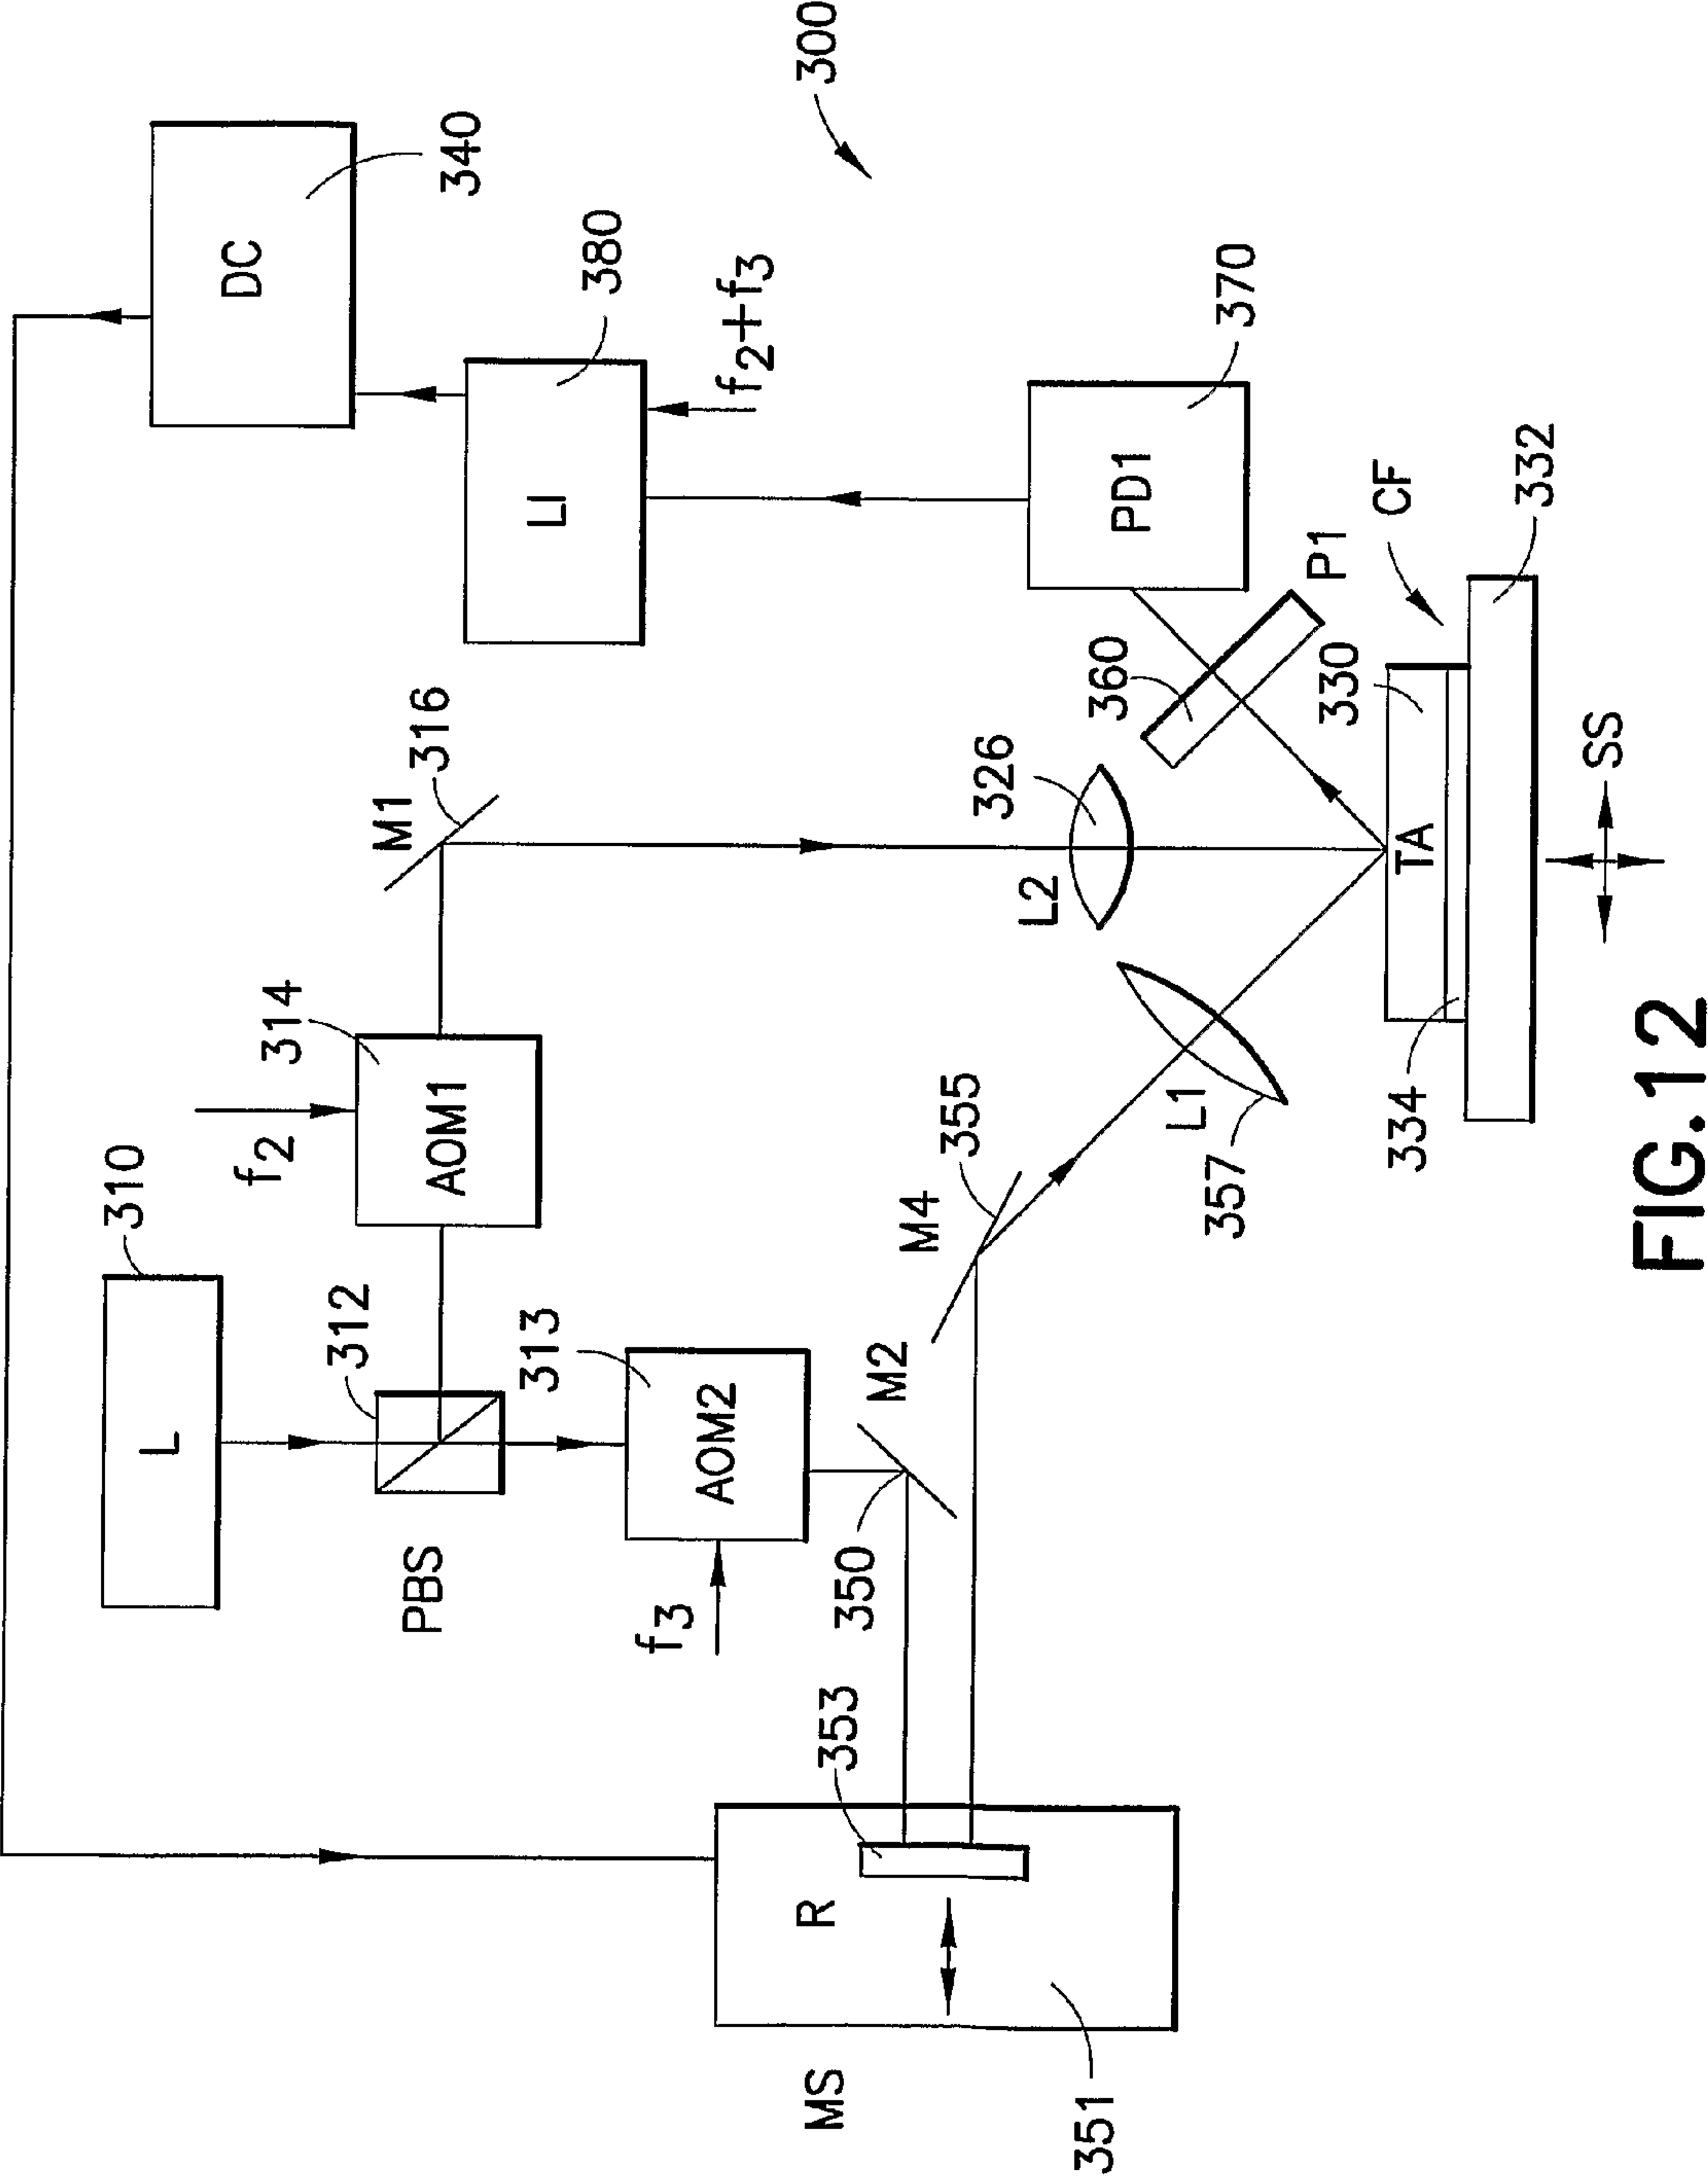 310
L
DC
f2
314
312
M1
PBS
316
AOM1
340
313
LI
380
f3
AOM2
f2+f3
R
300
MS
353
350
M2
M4
355
326
L2
351
360
PD1
L1
357
370
P1
330
CF
334
TA
332
SS
FIG.12